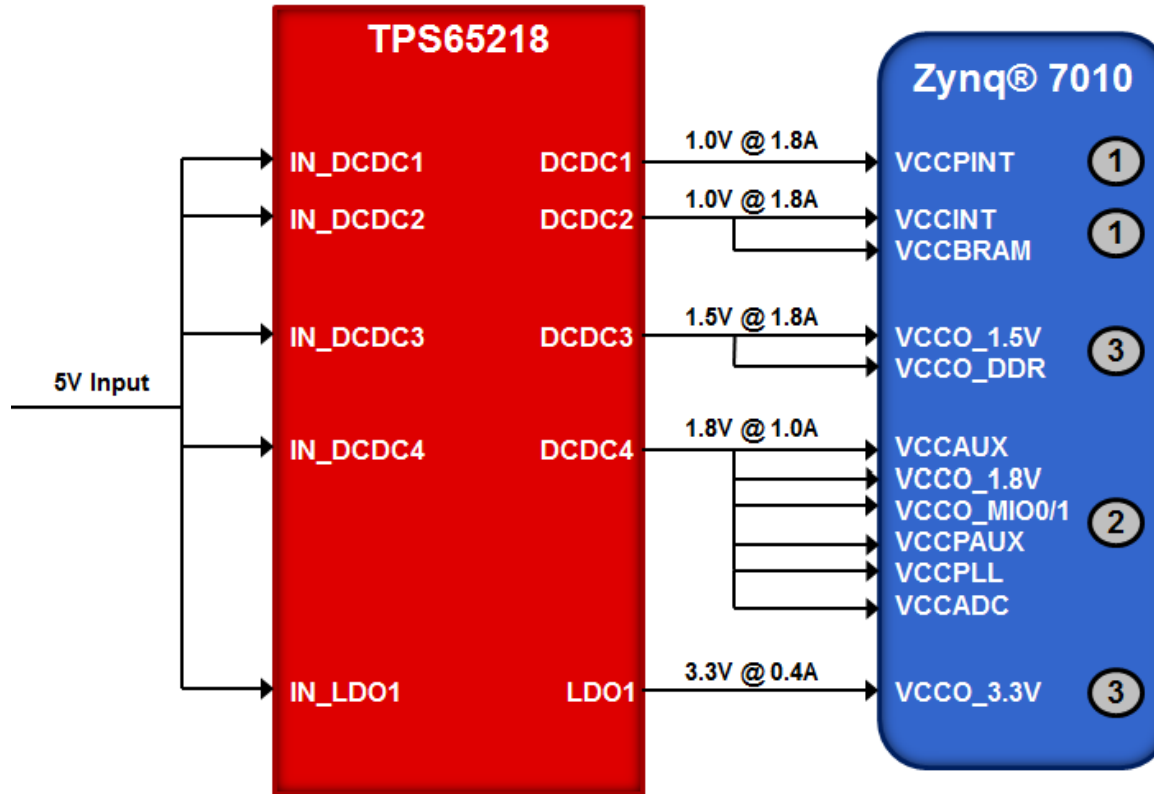 TPS65218
Zynq® 7010
5V Input
IN_DCDC1
DCDC1
1.0V @ 1.8A
VCCPINT
1
IN_DCDC2
DCDC2
1.0V @ 1.8A
VCCINT
VCCBRAM
1
IN_DCDC3
DCDC3
1.5V @ 1.8A
VCCO_1.5V
VCCO_DDR
3
IN_DCDC4
DCDC4
1.8V @ 1.0A
VCCAUX
VCCO_1.8V
VCCO_MIO0/1
VCCPAUX
VCCPLL
VCCADC
2
IN_LDO1
LDO1
3.3V @ 0.4A
VCCO_3.3V
3